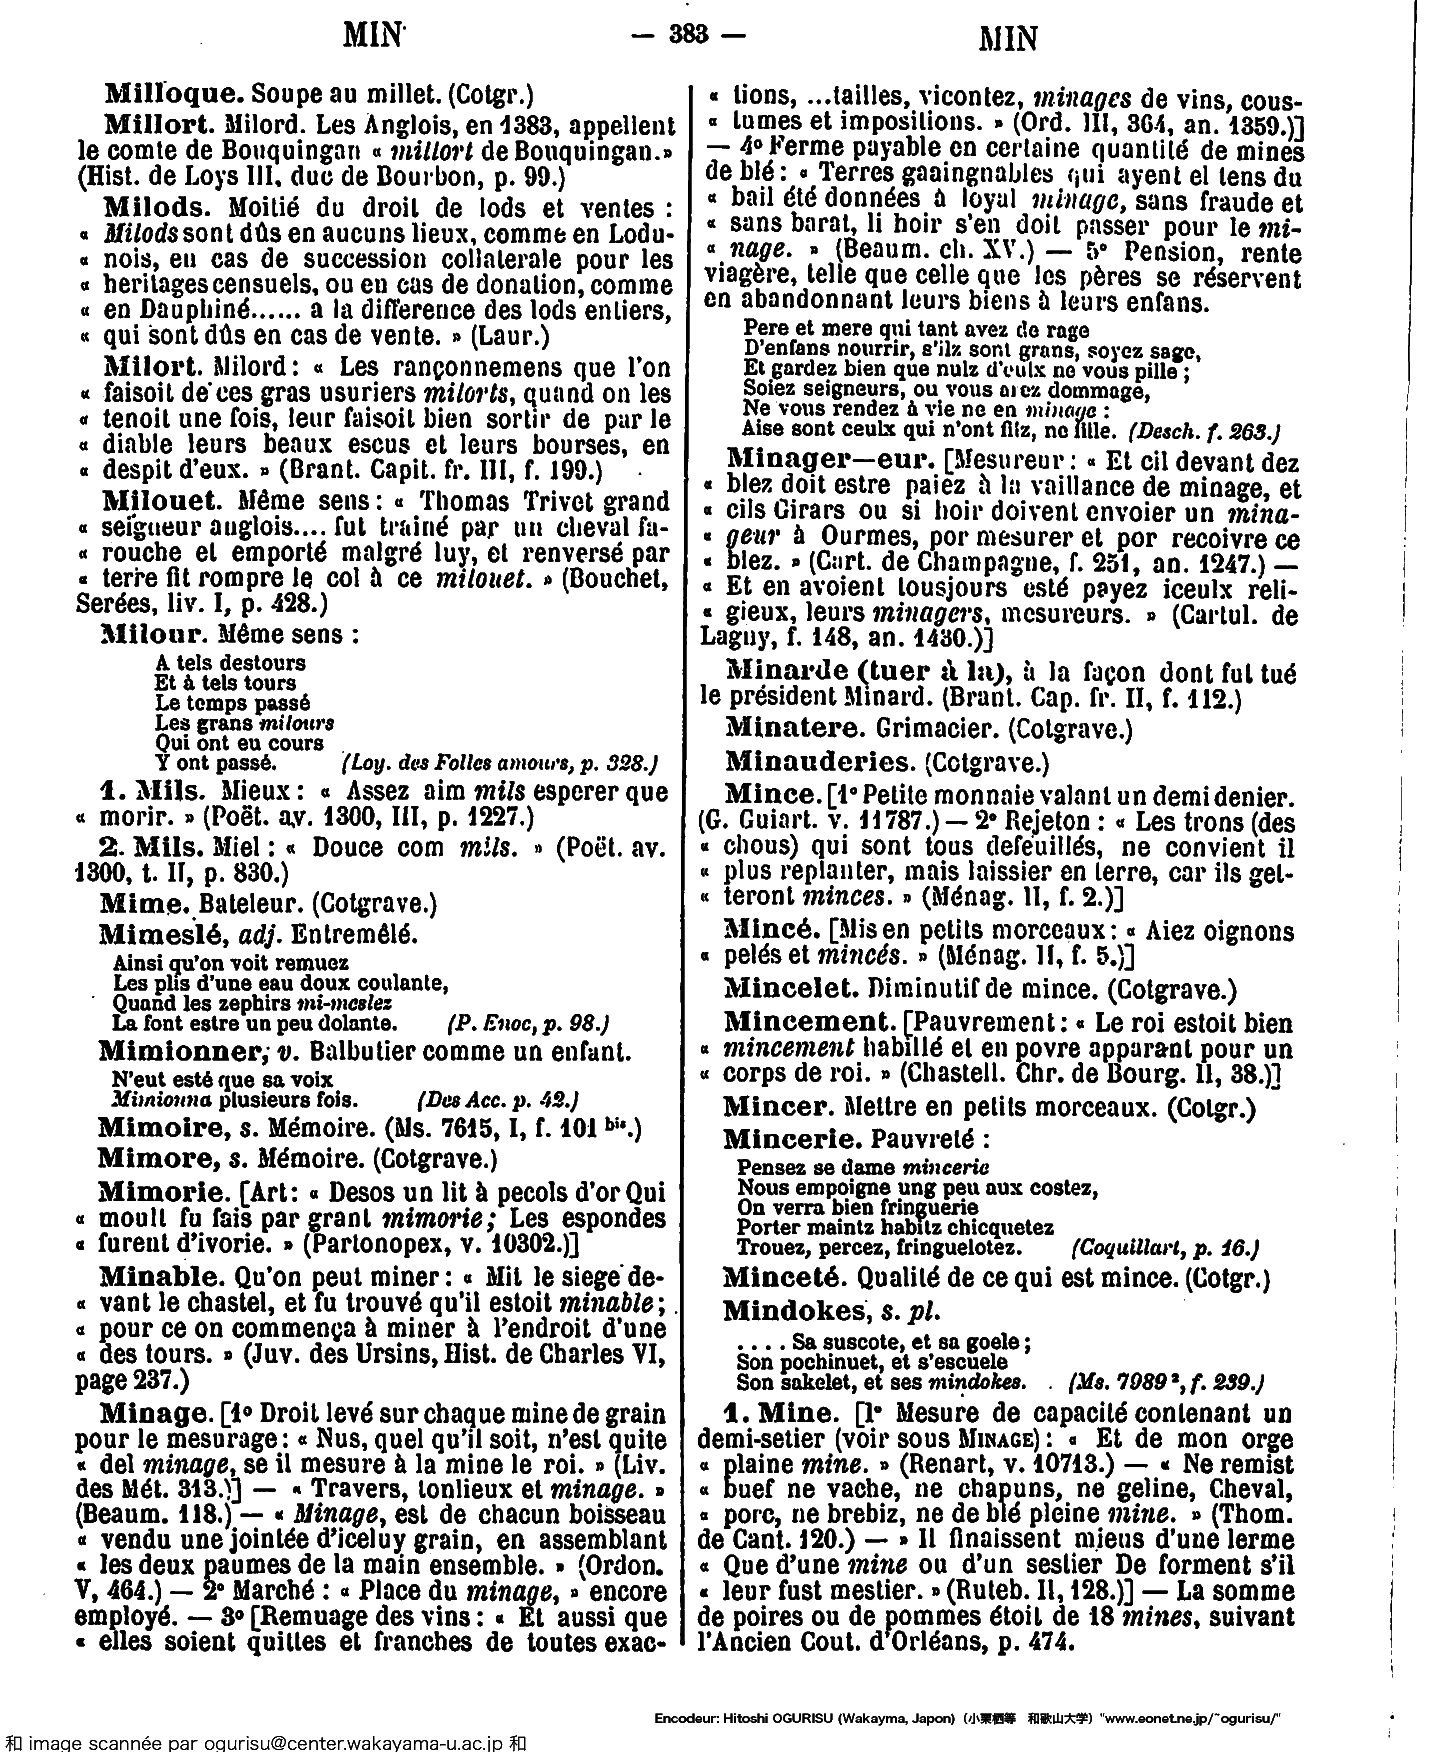 MIN
— 383 —
MIN
Milloque. Soupe au millet. (Cotgr.)
Millort. Milord. Les Anglois, en 1383, appellent
le comte de Bouquingan « millort de Bouquingan.»
(Hist. de Loys III, duc de Bourbon, p. 99.)
Milods. Moitié du droit de lods et ventes :
« Milods sont dûs en aucuns lieux, comme en Lodu-
« nois, en cas de succession collaterale pour les
« heritages censuels, ou en cas de donation, comme
« en Dauphiné...... a la difference des lods entiers,
« qui sont dûs en cas de vente. » (Laur.)
Milort. Milord : « Les rançonnemens que l'on
« faisoit de ces gras usuriers milorts, quand on les
« tenoit une fois, leur faisoit bien sortir de par le
« diable leurs beaux escus et leurs bourses, en
« despit d'eux. » (Brant. Capit. fr. III, f. 199.)
Milouet. Même sens : « Thomas Trivet grand
« seigueur anglois.... fut trainé par un cheval fa-
« rouche et emporté malgré luy, et renversé par
« terre fit rompre le col à ce milouet. » (Bouchet,
Serées, liv. I, p. 428.)
Milour. Même sens :
A tels destours
Et à tels tours
Le temps passé
Les grans milours
Qui ont eu cours
Y ont passé. (Loy. des Folles amours, p. 328.)
1. Mils. Mieux : « Assez aim mils esperer que
« morir. » (Poët. av. 1300, III, p. 1227.)
2. Mils. Miel : « Douce com mils. » (Poët. av.
1300, t. II, p. 830.)
Mime. Bateleur. (Cotgrave.)
Mimeslé, adj. Entremêlé.
Ainsi qu'on voit remuez
Les plis d'une eau doux coulante,
Quand les zephirs mi-meslez
La font estre un peu dolante. (P. Enoc, p. 98.)
Mimionner, v. Balbutier comme un enfant.
N'eut esté que sa voix
Mimionna plusieurs fois. (Des Acc. p. 42.)
Mimoire, s. Mémoire. (Ms. 7615, I, f. 101 bis.)
Mimore, s. Mémoire. (Cotgrave.)
Mimorie. [Art : « Desos un lit à pecols d'or Qui
« moult fu fais par grant mimorie; Les espondes
« furent d'ivorie. » (Partonopex, v. 10302.)]
Minable. Qu'on peut miner : « Mit le siege de-
« vant le chastel, et fu trouvé qu'il estoit minable ;
« pour ce on commença à miner à l'endroit d'une
« des tours. » (Juv. des Ursins, Hist. de Charles VI,
page 237.)
Minage. [1º Droit levé sur chaque mine de grain
pour le mesurage : « Nus, quel qu'il soit, n'est quite
« del minage, se il mesure à la mine le roi. » (Liv.
des Mét. 313.)] — « Travers, tonlieux et minage. »
(Beaum. 118.) — « Minage, est de chacun boisseau
« vendu une jointée d'iceluy grain, en assemblant
« les deux paumes de la main ensemble. » (Ordon.
V, 464.) — 2º Marché : « Place du minage, » encore
employé. — 3º [Remuage des vins : « Et aussi que
« elles soient quittes et franches de toutes exac-
« tions, ...tailles, vicontez, minages de vins, cous-
« tumes et impositions. » (Ord. III, 364, an. 1359.)]
— 4º Ferme payable en certaine quantité de mines
de blé : « Terres gaaingnables qui ayent el tens du
« bail été données à loyal minage, sans fraude et
« sans barat, li hoir s'en doit passer pour le mi-
« nage. » (Beaum. ch. XV.) — 5º Pension, rente
viagère, telle que celle que les pères se réservent
en abandonnant leurs biens à leurs enfans.
Pere et mere qui tant avez de rage
D'enfans nourrir, s'ilz sont grans, soyez sage,
Et gardez bien que nulz d'eulx ne vous pille ;
Soiez seigneurs, ou vous arez dommage,
Ne vous rendez à vie ne en minage :
Aise sont ceulx qui n'ont filz, ne fille. (Desch. f. 263.)
Minager—eur. [Mesureur : « Et cil devant dez
« blez doit estre paiez à la vaillance de minage, et
« cils Girars ou si hoir doivent envoier un mina-
« geur à Ourmes, por mesurer et por recoivre ce
« blez. » (Cart. de Champagne, f. 251, an. 1247.) —
« Et en avoient tousjours esté payez iceulx reli-
« gieux, leurs minagers, mesureurs. » (Cartul. de
Lagny, f. 148, an. 1430.)]
Minarde (tuer à la), à la façon dont fut tué
le président Minard. (Brant. Cap. fr. II, f. 112.)
Minatere. Grimacier. (Cotgrave.)
Minauderies. (Cotgrave.)
Mince. [1º Petite monnaie valant un demi denier.
(G. Guiart. v. 11787.) — 2º Rejeton : « Les trons (des
« chous) qui sont tous defeuillés, ne convient il
« plus replanter, mais laissier en terre, car ils get-
« teront minces. » (Ménag. II, f. 2.)]
Mincé. [Mis en petits morceaux : « Aiez oignons
« pelés et mincés. » (Ménag. II, f. 5.)]
Mincelet. Diminutif de mince. (Cotgrave.)
Mincement. [Pauvrement : « Le roi estoit bien
« mincement habillé et en povre apparant pour un
« corps de roi. » (Chastell. Chr. de Bourg. II, 38.)]
Mincer. Mettre en petits morceaux. (Cotgr.)
Mincerie. Pauvreté :
Pensez se dame mincerie
Nous empoigne ung peu aux costez,
On verra bien fringuerie
Porter maintz habitz chicquetez
Trouez, percez, fringuelotez. (Coquillart, p. 16.)
Minceté. Qualité de ce qui est mince. (Cotgr.)
Mindokes, s. pl.
.... Sa suscote, et sa goele ;
Son pochinuet, et s'escuele
Son sakelet, et ses mindokes. (Ms. 7989 ², f. 239.)
1. Mine. [1º Mesure de capacité contenant un
demi-setier (voir sous MINAGE) : « Et de mon orge
« plaine mine. » (Renart, v. 10713.) — « Ne remist
« buef ne vache, ne chapuns, ne geline, Cheval,
« porc, ne brebiz, ne de blé pleine mine. » (Thom.
de Cant. 120.) — » Il finaissent mieus d'une lerme
« Que d'une mine ou d'un sestier De forment s'il
« leur fust mestier. » (Ruteb. II, 128.)] — La somme
de poires ou de pommes étoit de 18 mines, suivant
l'Ancien Cout. d'Orléans, p. 474.
Encodeur: Hitoshi OGURISU (Wakayma, Japon)（小栗栖等　和歌山大学）"www.eonet.ne.jp/~ogurisu/"
和 image scannée par ogurisu@center.wakayama-u.ac.jp 和